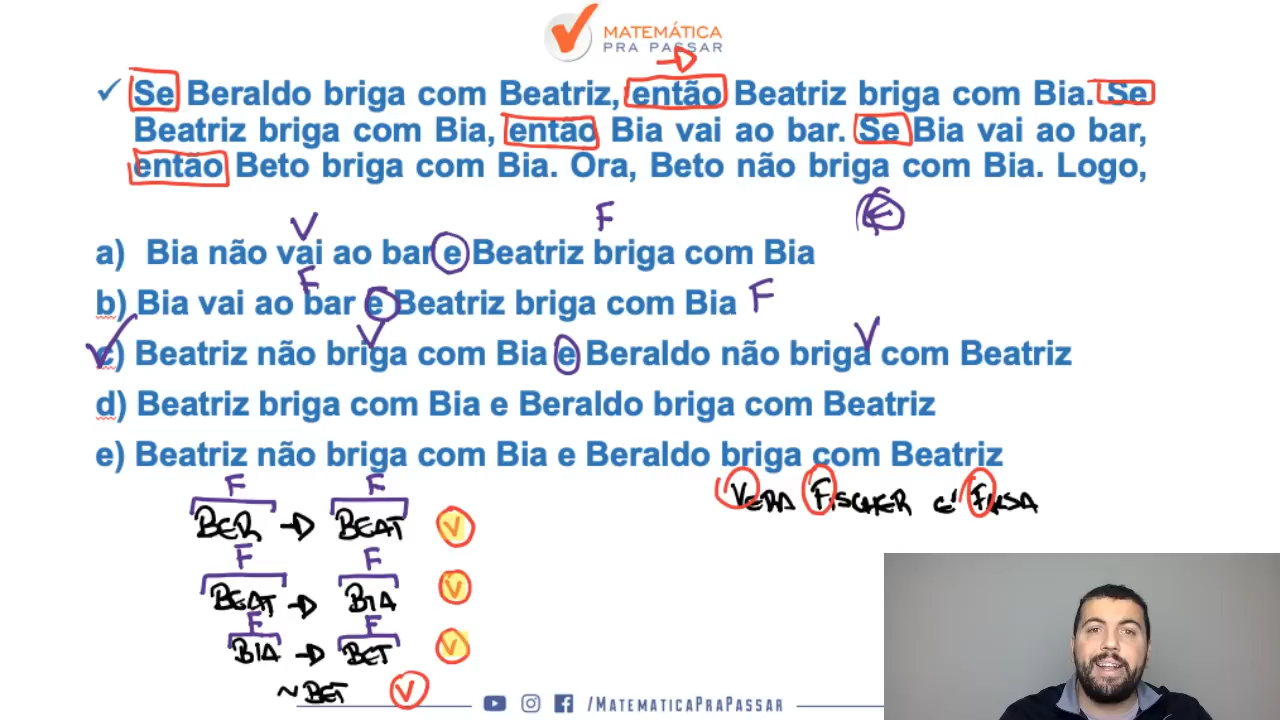 MATEMÁTICA
PRA PASSAR
✓ Se Beraldo briga com Beatriz, então Beatriz briga com Bia. Se
Beatriz briga com Bia, então Bia vai ao bar. Se Bia vai ao bar,
então Beto briga com Bia. Ora, Beto não briga com Bia. Logo,
V F
a) Bia não vai ao bar e Beatriz briga com Bia
F
b) Bia vai ao bar e Beatriz briga com Bia F
V V
c) Beatriz não briga com Bia e Beraldo não briga com Beatriz
d) Beatriz briga com Bia e Beraldo briga com Beatriz
e) Beatriz não briga com Bia e Beraldo briga com Beatriz
F F
BER → BEAT V
VERA FISCHER É FALSA
F F
BEAT → BIA V
F F
BIA → BET V
~BET V
/MATEMATICAPRAPASSAR